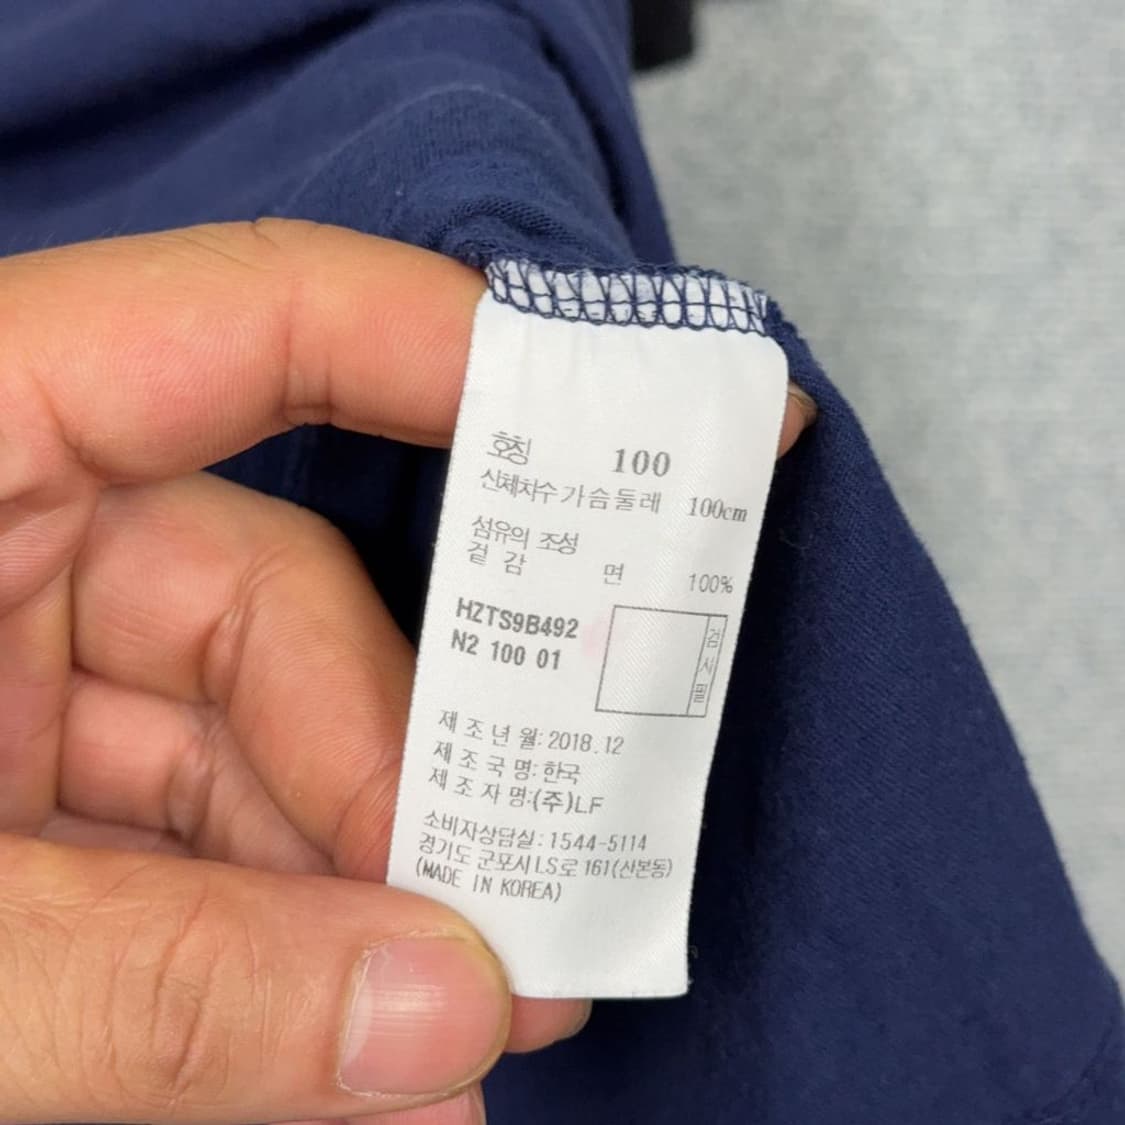 호칭 100
신체치수 가슴둘레 100cm
섬유의 조성
겉감 면 100%
HZTS9B492
N2 100 01
검사필
제조년월: 2018.12
제조국명: 한국
제조자명:(주)LF
소비자상담실: 1544-5114
경기도 군포시 LS로 161(산본동)
(MADE IN KOREA)